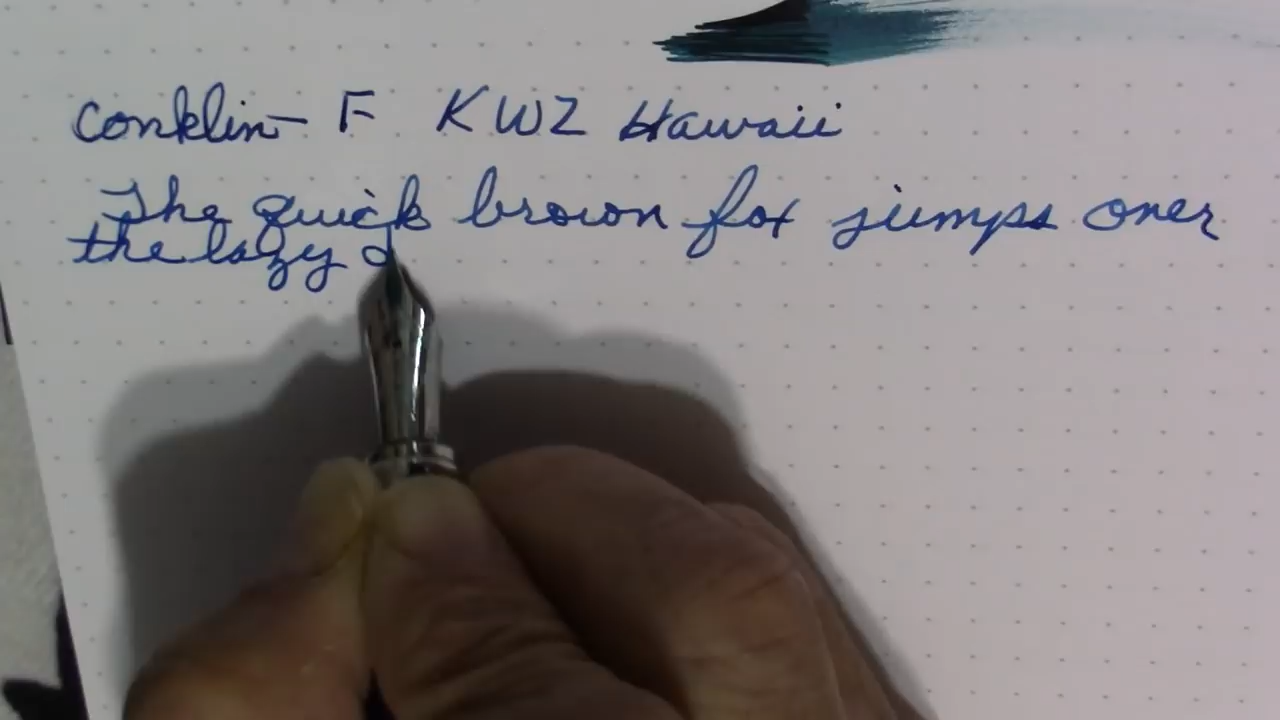 Conklin - F KWZ Hawaii
The quick brown fox jumps over
the lazy d